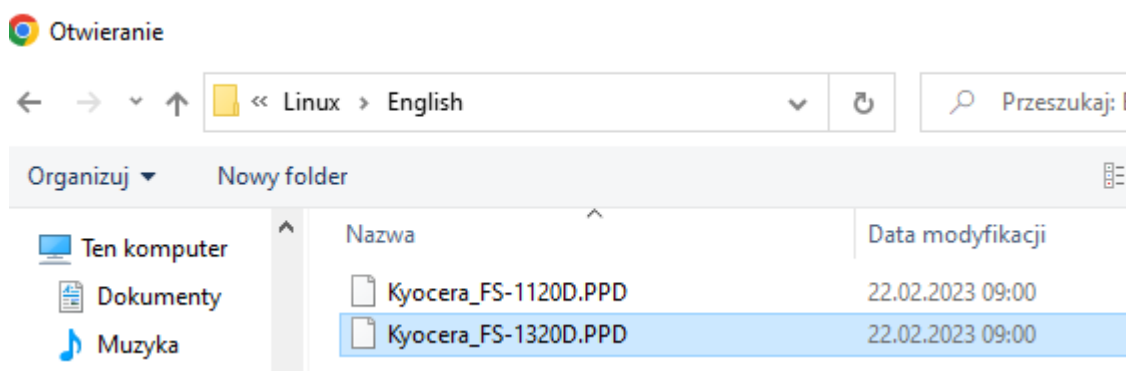 Otwieranie
« Linux > English
Przeszukaj:
Organizuj
Nowy folder
Ten komputer
Dokumenty
Muzyka
Nazwa
Data modyfikacji
Kyocera_FS-1120D.PPD
22.02.2023 09:00
Kyocera_FS-1320D.PPD
22.02.2023 09:00